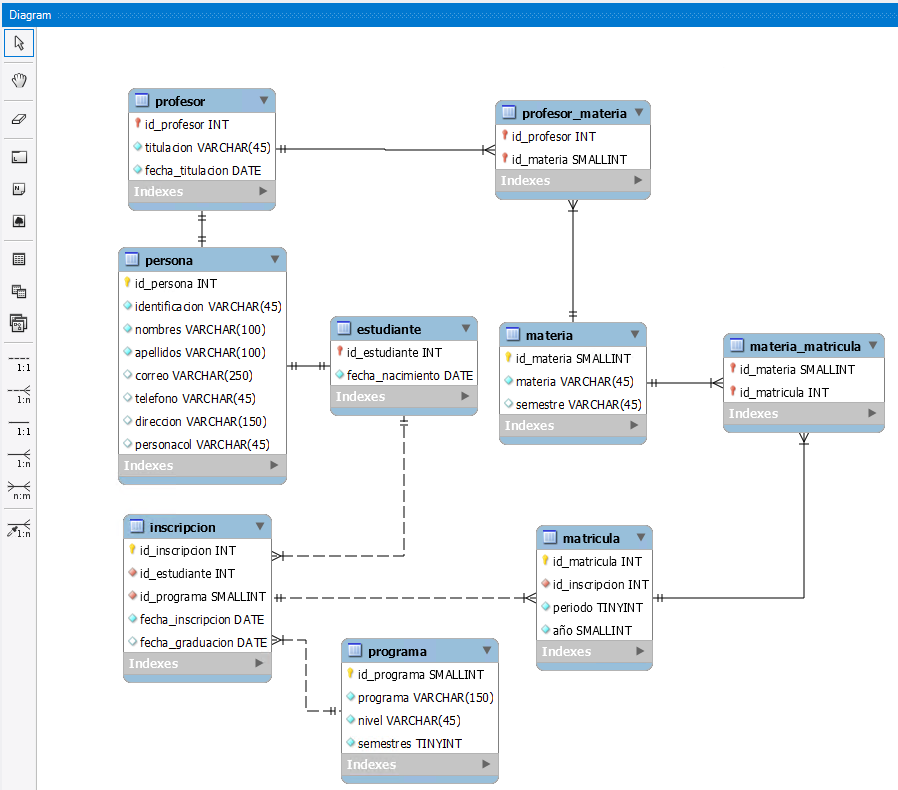 Diagram
1:1
1:n
1:1
1:n
n:m
1:n
profesor
id_profesor INT
titulacion VARCHAR(45)
fecha_titulacion DATE
Indexes
profesor_materia
id_profesor INT
id_materia SMALLINT
Indexes
persona
id_persona INT
identificacion VARCHAR(45)
nombres VARCHAR(100)
apellidos VARCHAR(100)
correo VARCHAR(250)
telefono VARCHAR(45)
direccion VARCHAR(150)
personacol VARCHAR(45)
Indexes
estudiante
id_estudiante INT
fecha_nacimiento DATE
Indexes
materia
id_materia SMALLINT
materia VARCHAR(45)
semestre VARCHAR(45)
Indexes
materia_matricula
id_materia SMALLINT
id_matricula INT
Indexes
inscripcion
id_inscripcion INT
id_estudiante INT
id_programa SMALLINT
fecha_inscripcion DATE
fecha_graduacion DATE
Indexes
matricula
id_matricula INT
id_inscripcion INT
periodo TINYINT
año SMALLINT
Indexes
programa
id_programa SMALLINT
programa VARCHAR(150)
nivel VARCHAR(45)
semestres TINYINT
Indexes